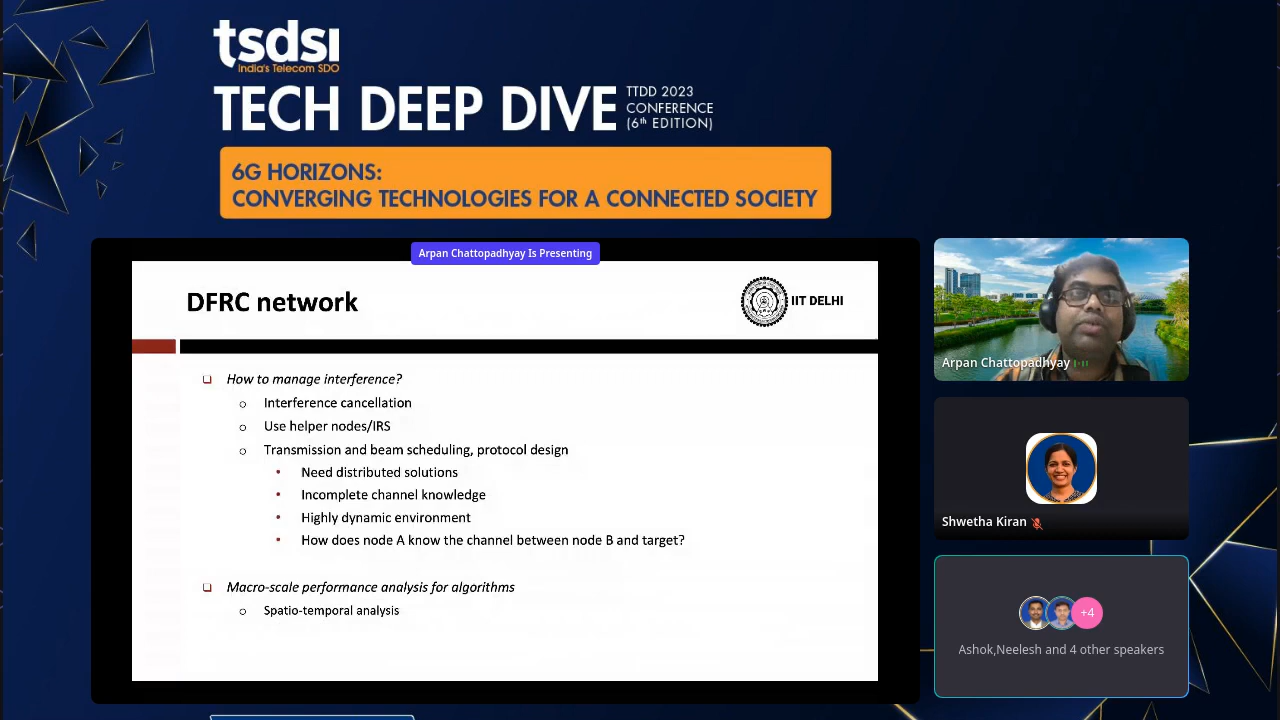 tsdsi
India's Telecom SDO
TECH DEEP DIVE
TTDD 2023
CONFERENCE
(6th EDITION)
6G HORIZONS:
CONVERGING TECHNOLOGIES FOR A CONNECTED SOCIETY
Arpan Chattopadhyay Is Presenting
DFRC network
IIT DELHI
How to manage interference?
Interference cancellation
Use helper nodes/IRS
Transmission and beam scheduling, protocol design
Need distributed solutions
Incomplete channel knowledge
Highly dynamic environment
How does node A know the channel between node B and target?
Macro-scale performance analysis for algorithms
Spatio-temporal analysis
Arpan Chattopadhyay
Shwetha Kiran
+4
Ashok,Neelesh and 4 other speakers